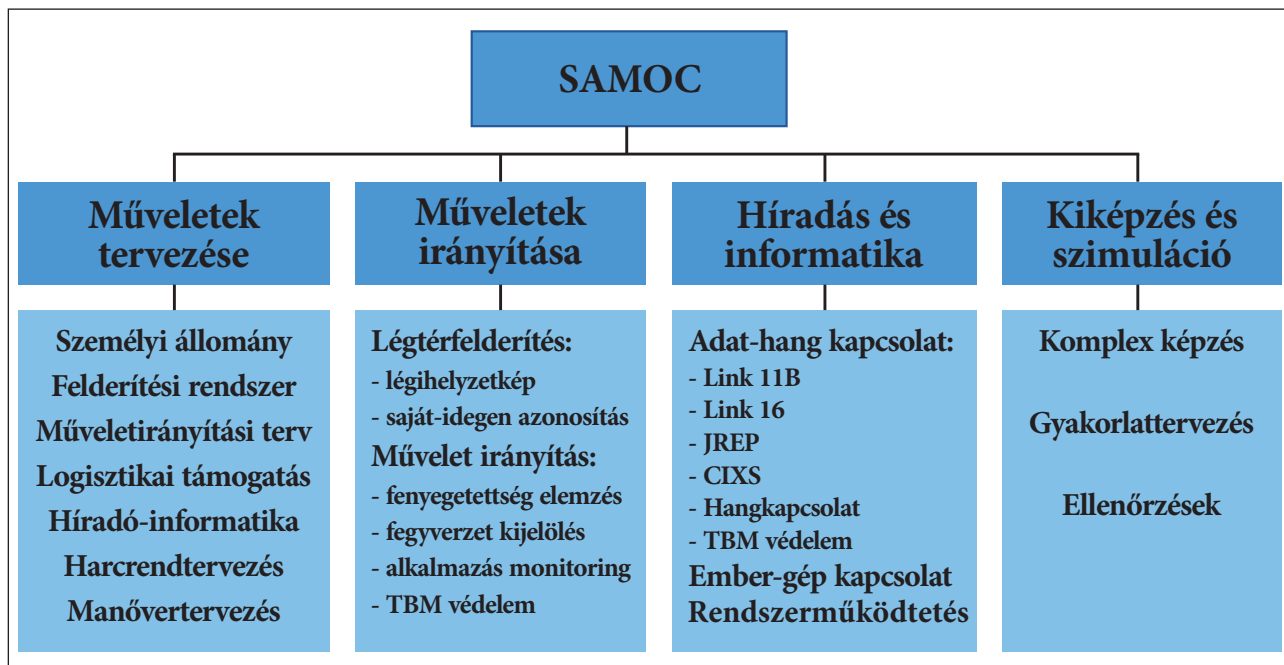 SAMOC
Műveletek
tervezése
Személyi állomány
Felderítési rendszer
Műveletirányítási terv
Logisztikai támogatás
Híradó-informatika
Harcrendtervezés
Manővertervezés
Műveletek
irányítása
Légtérfelderítés:
- légihelyzetkép
- saját-idegen azonosítás
Művelet irányítás:
- fenyegetettség elemzés
- fegyverzet kijelölés
- alkalmazás monitoring
- TBM védelem
Híradás és
informatika
Adat-hang kapcsolat:
- Link 11B
- Link 16
- JREP
- CIXS
- Hangkapcsolat
- TBM védelem
Ember-gép kapcsolat
Rendszerműködtetés
Kiképzés és
szimuláció
Komplex képzés
Gyakorlattervezés
Ellenőrzések